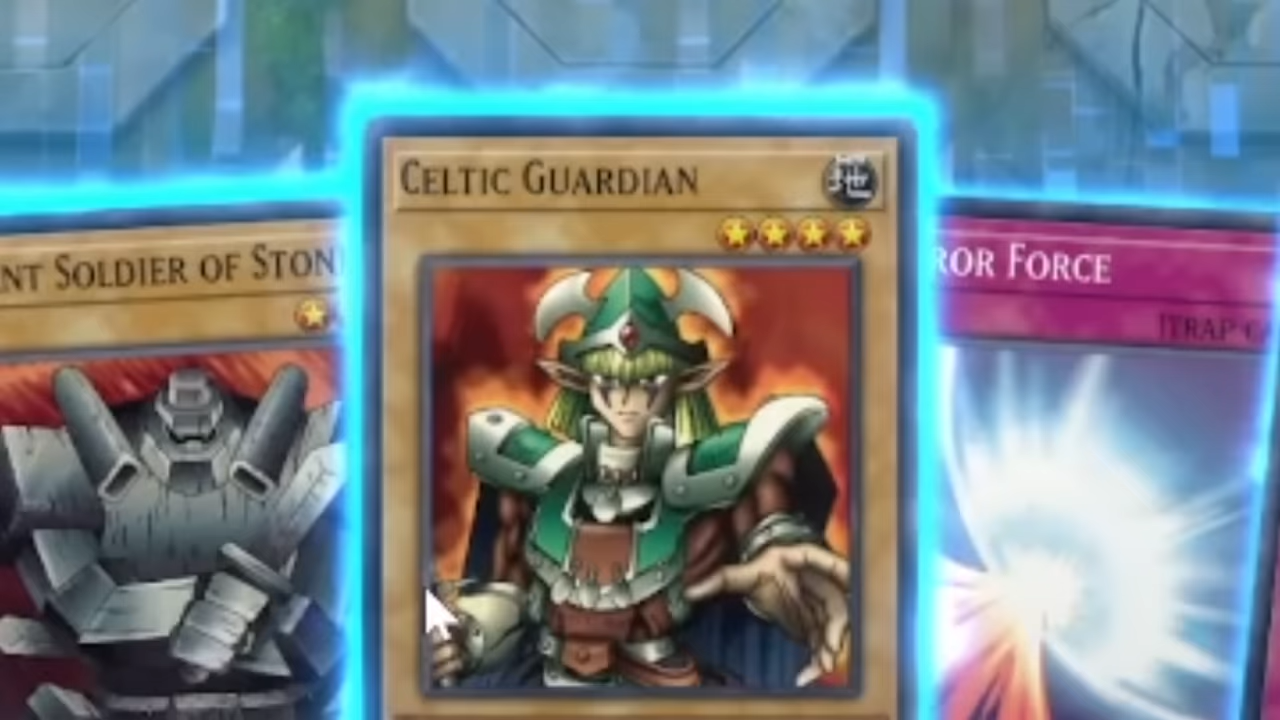 Celtic Guardian
地
nt Soldier of Ston
ror Force
[Trap C